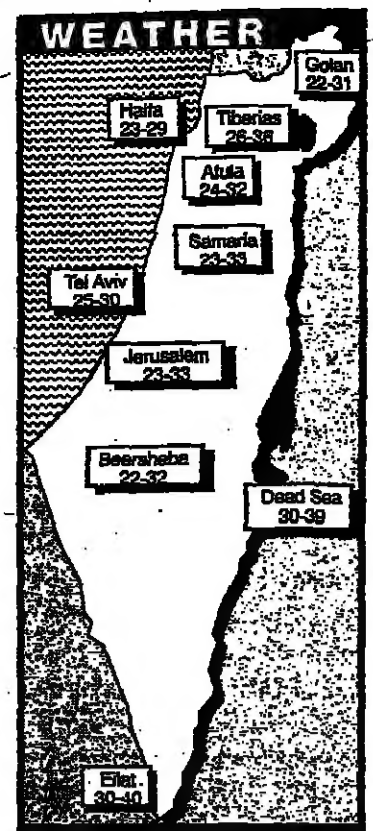 WEATHER
Golan
22-31
Haifa
23-29
Tiberias
26-38
Afula
24-32
Samaria
23-33
Tel Aviv
25-30
Jerusalem
23-33
Beersheba
22-32
Dead Sea
30-39
Eilat
30-40